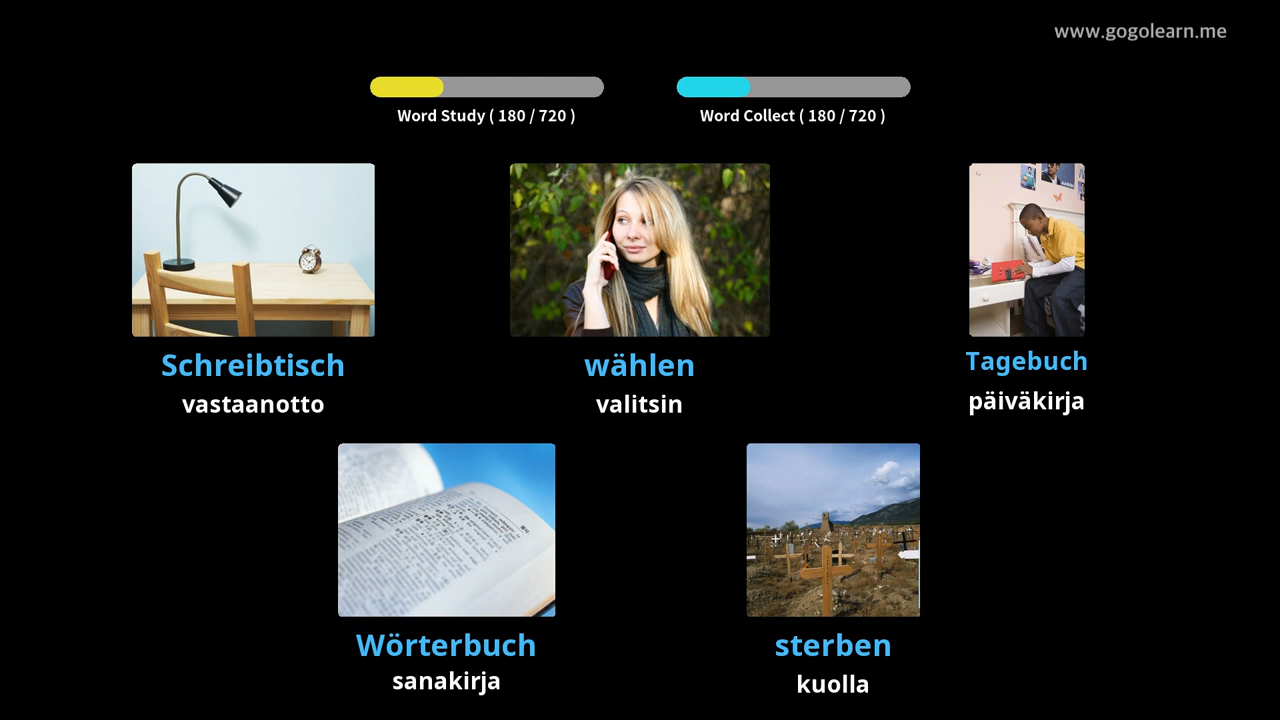 www.gogolearn.me
Word Study ( 180 / 720 )
Word Collect ( 180 / 720 )
Schreibtisch
vastaanotto
wählen
valitsin
Tagebuch
päiväkirja
Wörterbuch
sanakirja
sterben
kuolla